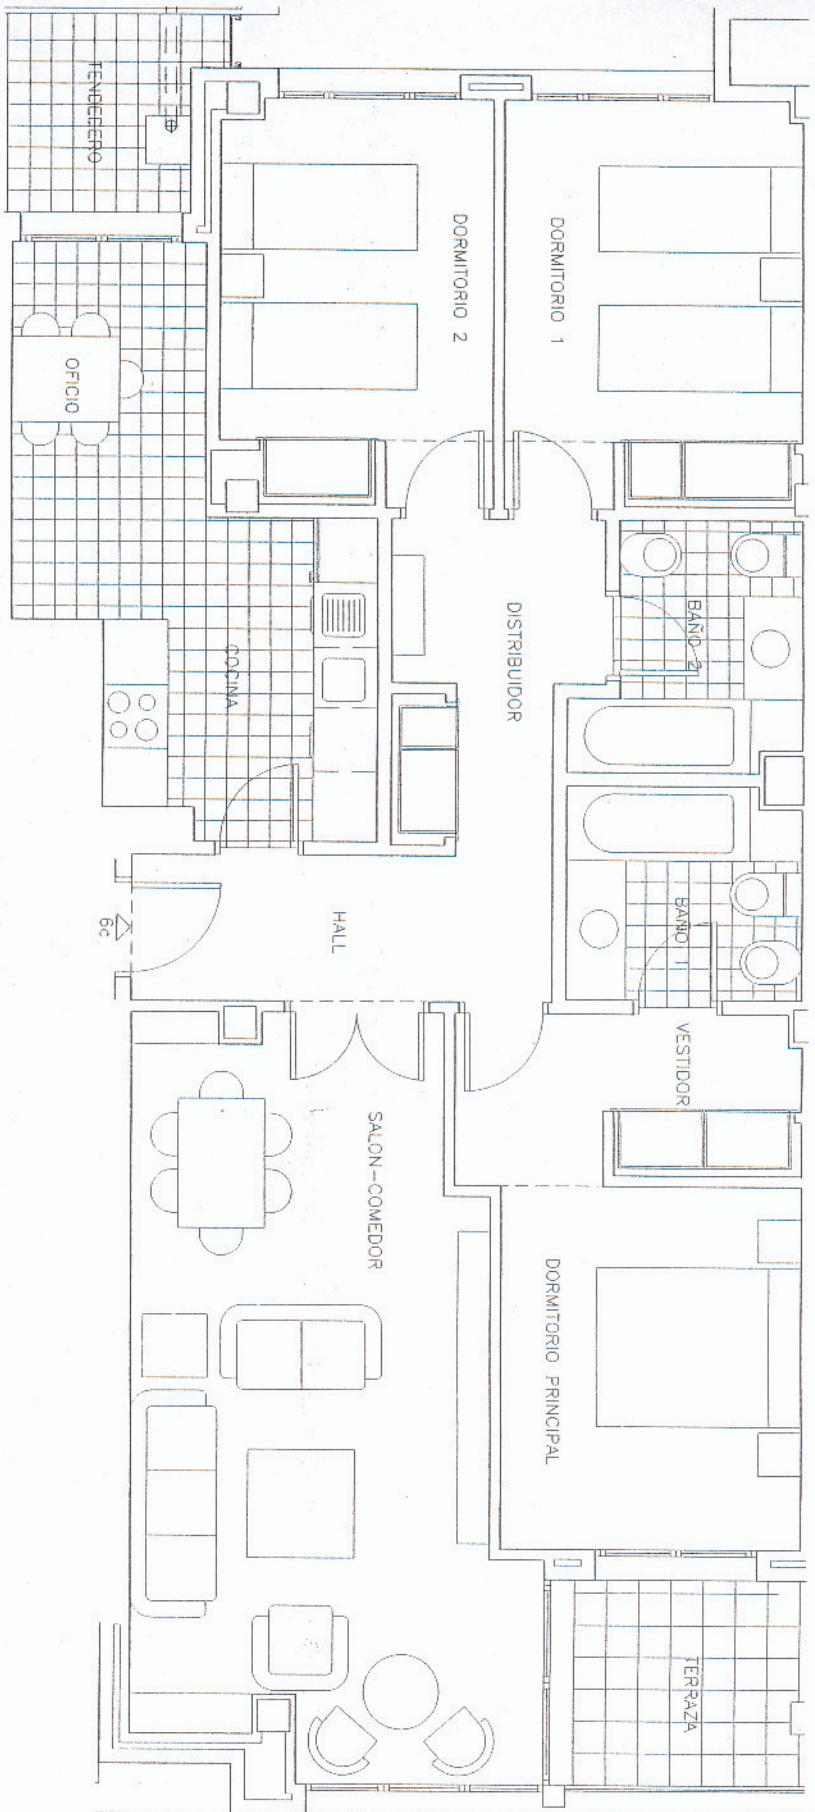 TENDEDERO
DORMITORIO 2
DORMITORIO 1
OFICIO
COCINA
DISTRIBUIDOR
BAÑO 2
BAÑO 1
HALL
6c
VESTIDOR
SALON-COMEDOR
DORMITORIO PRINCIPAL
TERRAZA